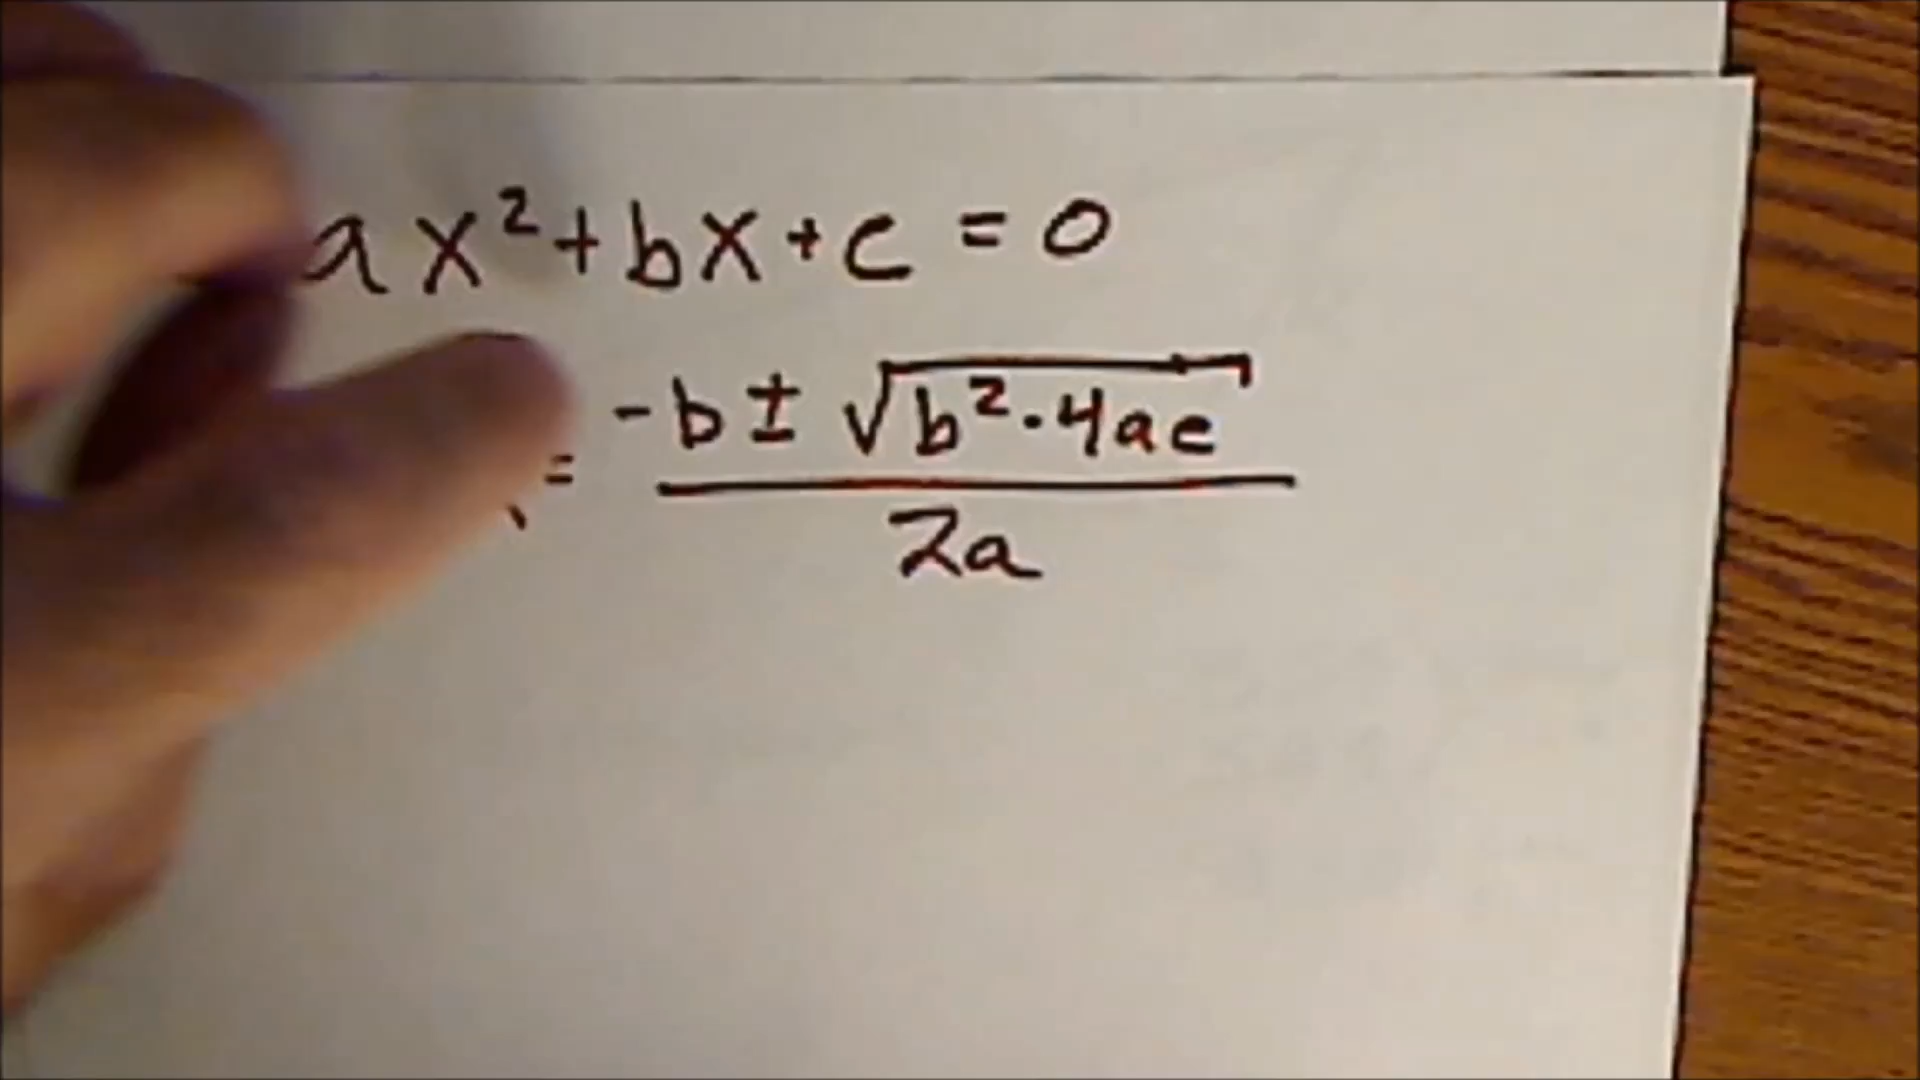 ax²+bx+c=0
= -b ± √(b²-4ac) / 2a